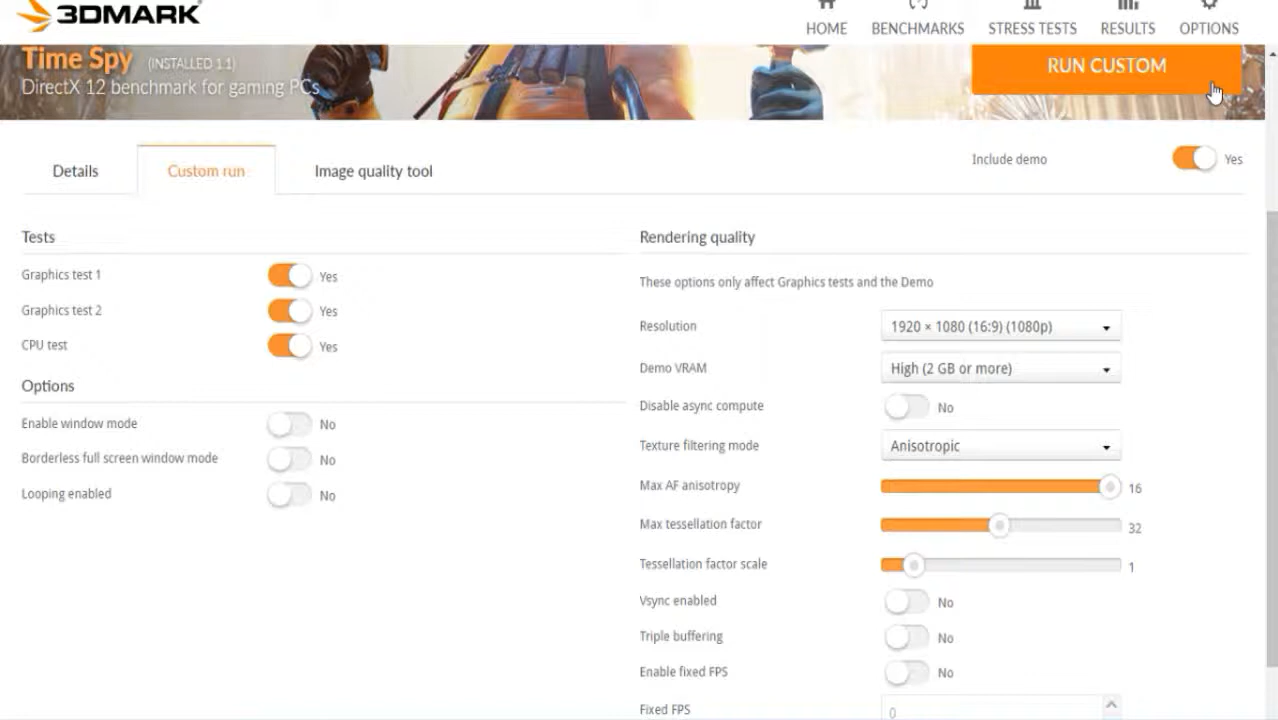 3DMARK
HOME BENCHMARKS STRESS TESTS RESULTS OPTIONS
Time Spy (INSTALLED 1.1)
DirectX 12 benchmark for gaming PCs
RUN CUSTOM
Details Custom run Image quality tool
Include demo Yes
Tests
Graphics test 1 Yes
Graphics test 2 Yes
CPU test Yes
Options
Enable window mode No
Borderless full screen window mode No
Looping enabled No
Rendering quality
These options only affect Graphics tests and the Demo
Resolution 1920 × 1080 (16:9) (1080p)
Demo VRAM High (2 GB or more)
Disable async compute No
Texture filtering mode Anisotropic
Max AF anisotropy 16
Max tessellation factor 32
Tessellation factor scale 1
Vsync enabled No
Triple buffering No
Enable fixed FPS No
Fixed FPS 0